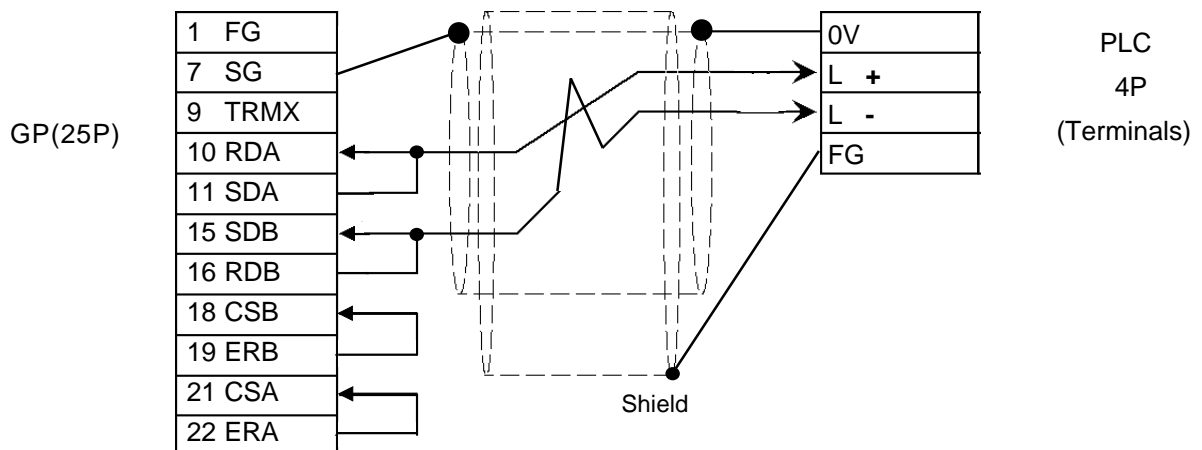 GP(25P)
1 FG
7 SG
9 TRMX
10 RDA
11 SDA
15 SDB
16 RDB
18 CSB
19 ERB
21 CSA
22 ERA
Shield
0V
L +
L -
FG
PLC
4P
(Terminals)